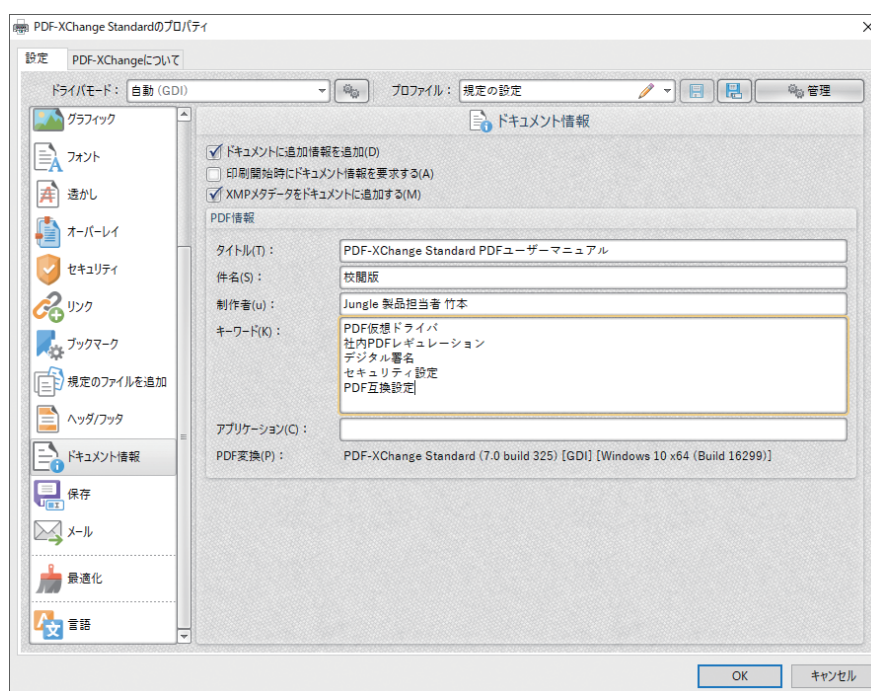 PDF-XChange Standardのプロパティ
設定 PDF-XChangeについて
ドライバモード： 自動 (GDI) プロファイル： 規定の設定 管理
グラフィック
フォント
透かし
オーバーレイ
セキュリティ
リンク
ブックマーク
規定のファイルを追加
ヘッダ/フッタ
ドキュメント情報
保存
メール
最適化
言語
ドキュメント情報
ドキュメントに追加情報を追加(D)
印刷開始時にドキュメント情報を要求する(A)
XMPメタデータをドキュメントに追加する(M)
PDF情報
タイトル(T)： PDF-XChange Standard PDFユーザーマニュアル
件名(S)： 校閲版
制作者(u)： Jungle 製品担当者 竹本
キーワード(K)： PDF仮想ドライバ
社内PDFレギュレーション
デジタル署名
セキュリティ設定
PDF互換設定
アプリケーション(C)：
PDF変換(P)： PDF-XChange Standard (7.0 build 325) [GDI] [Windows 10 x64 (Build 16299)]
OK キャンセル